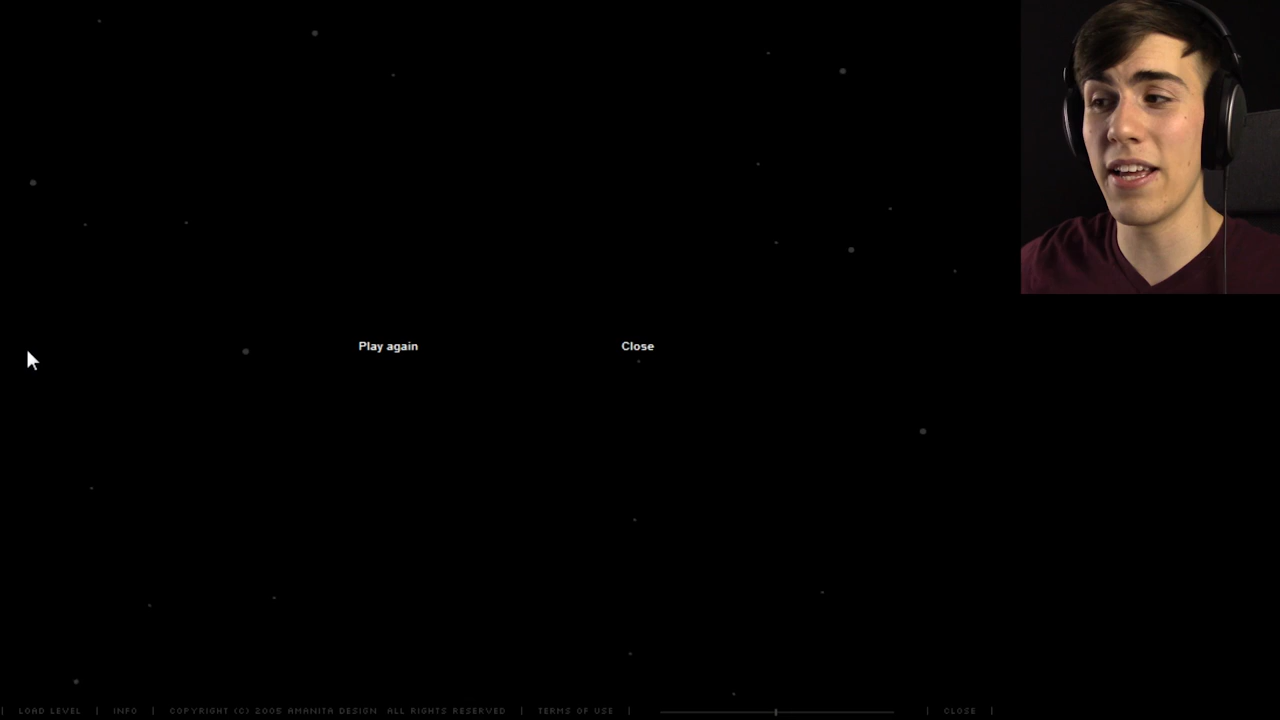 Play again Close
| LOAD LEVEL | INFO | COPYRIGHT (C) 2005 AMANITA DESIGN ALL RIGHTS RESERVED | TERMS OF USE | | CLOSE |